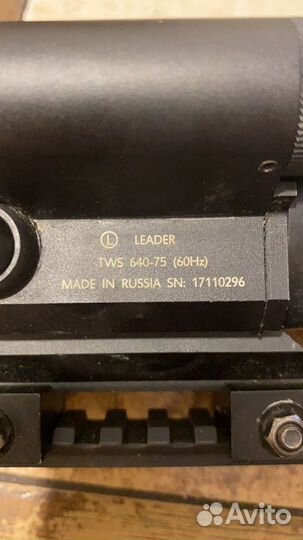 Ⓛ LEADER
TWS 640-75 (60Hz)
MADE IN RUSSIA SN: 17110296
Avito